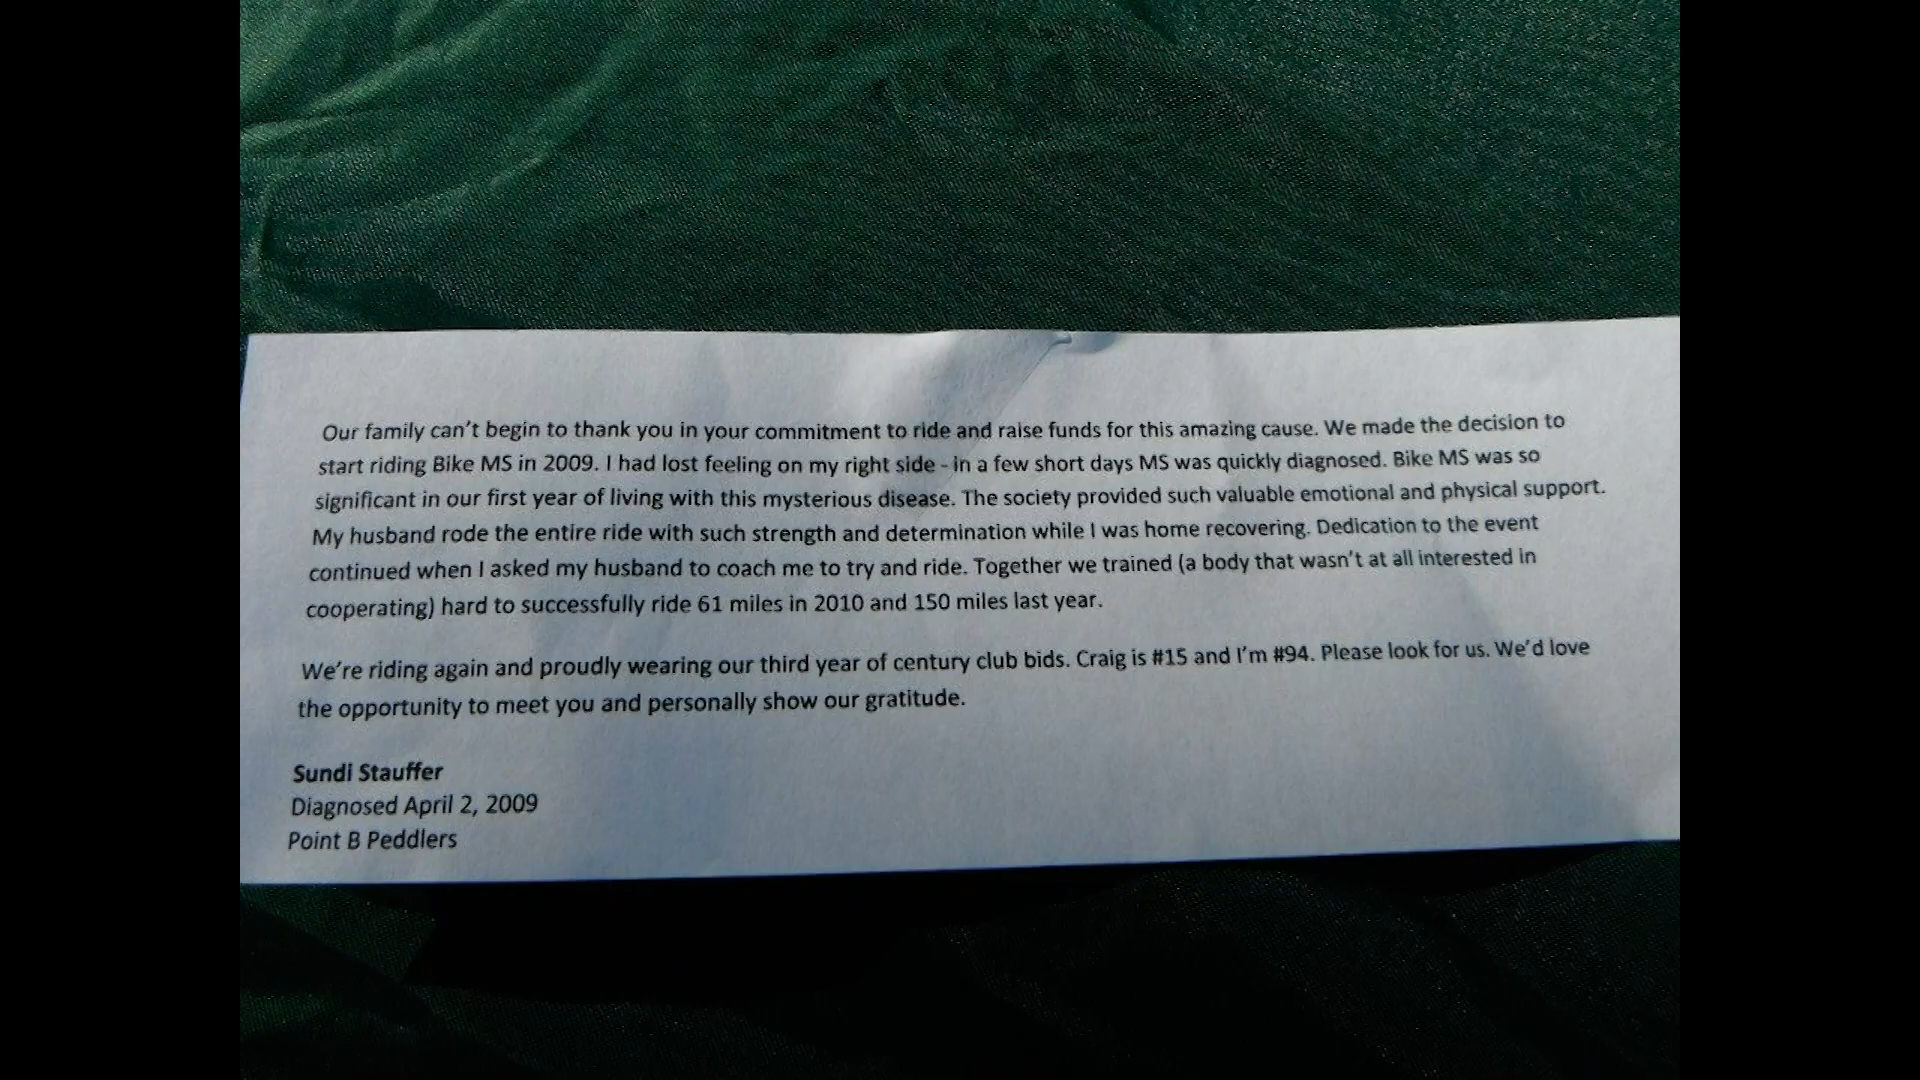 Our family can't begin to thank you in your commitment to ride and raise funds for this amazing cause. We made the decision to
start riding Bike MS in 2009. I had lost feeling on my right side - in a few short days MS was quickly diagnosed. Bike MS was so
significant in our first year of living with this mysterious disease. The society provided such valuable emotional and physical support.
My husband rode the entire ride with such strength and determination while I was home recovering. Dedication to the event
continued when I asked my husband to coach me to try and ride. Together we trained (a body that wasn't at all interested in
cooperating) hard to successfully ride 61 miles in 2010 and 150 miles last year.
We're riding again and proudly wearing our third year of century club bids. Craig is #15 and I'm #94. Please look for us. We'd love
the opportunity to meet you and personally show our gratitude.
Sundi Stauffer
Diagnosed April 2, 2009
Point B Peddlers